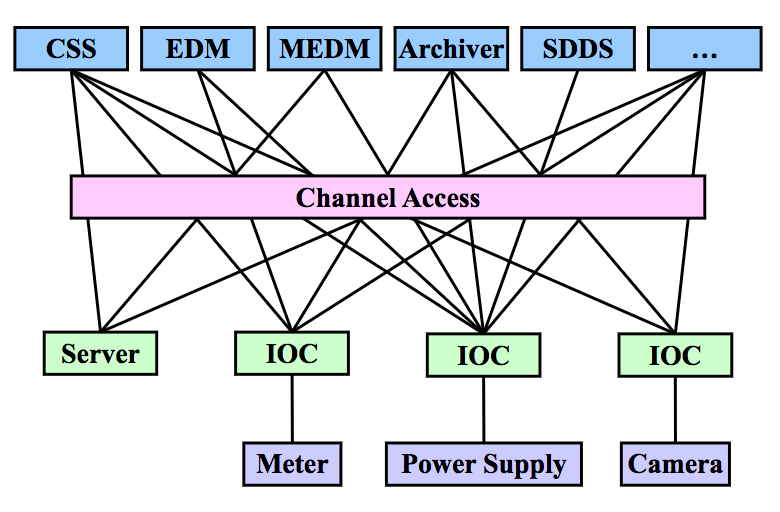 CSS
EDM
MEDM
Archiver
SDDS
...
Channel Access
Server
IOC
IOC
IOC
Meter
Power Supply
Camera